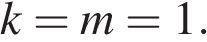 k = m = 1.